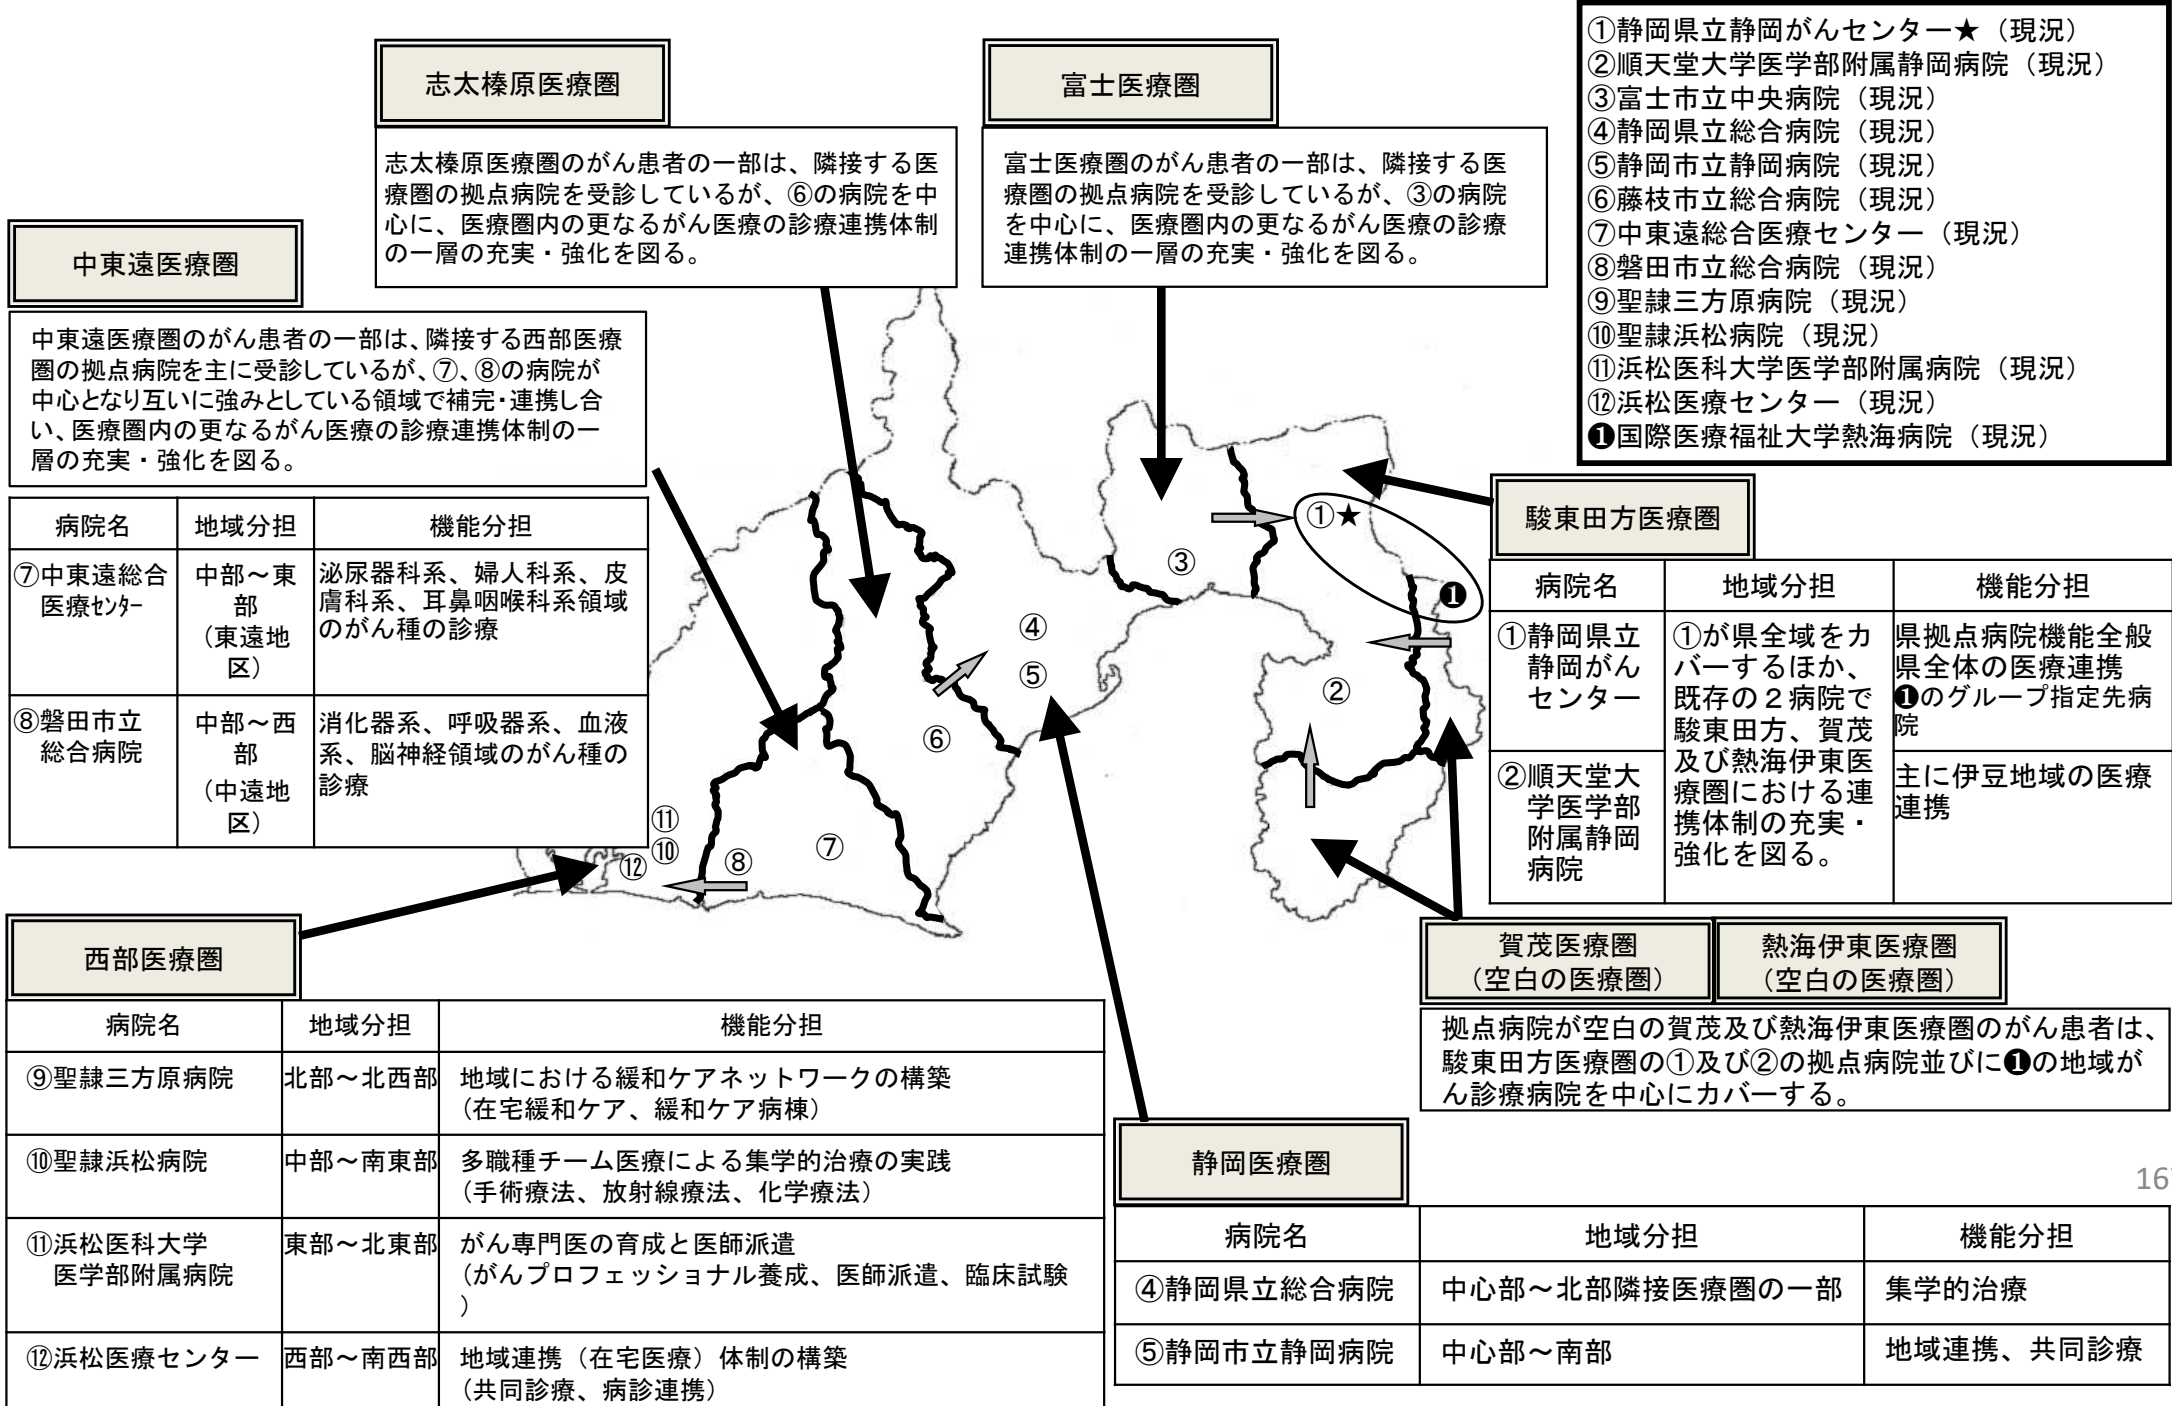 ①静岡県立静岡がんセンター★（現況）
②順天堂大学医学部附属静岡病院（現況）
③富士市立中央病院（現況）
④静岡県立総合病院（現況）
⑤静岡市立静岡病院（現況）
⑥藤枝市立総合病院（現況）
⑦中東遠総合医療センター（現況）
⑧磐田市立総合病院（現況）
⑨聖隷三方原病院（現況）
⑩聖隷浜松病院（現況）
⑪浜松医科大学医学部附属病院（現況）
⑫浜松医療センター（現況）
❶国際医療福祉大学熱海病院（現況）
志太榛原医療圏
志太榛原医療圏のがん患者の一部は、隣接する医
療圏の拠点病院を受診しているが、⑥の病院を中
心に、医療圏内の更なるがん医療の診療連携体制
の一層の充実・強化を図る。
富士医療圏
富士医療圏のがん患者の一部は、隣接する医
療圏の拠点病院を受診しているが、③の病院
を中心に、医療圏内の更なるがん医療の診療
連携体制の一層の充実・強化を図る。
中東遠医療圏
中東遠医療圏のがん患者の一部は、隣接する西部医療
圏の拠点病院を主に受診しているが、⑦、⑧の病院が
中心となり互いに強みとしている領域で補完・連携し合
い、医療圏内の更なるがん医療の診療連携体制の一
層の充実・強化を図る。
病院名 地域分担 機能分担
⑦中東遠総合
医療ｾﾝﾀｰ
中部～東
部
（東遠地
区）
泌尿器科系、婦人科系、皮
膚科系、耳鼻咽喉科系領域
のがん種の診療
⑧磐田市立
総合病院
中部～西
部
（中遠地
区）
消化器系、呼吸器系、血液
系、脳神経領域のがん種の
診療
①★
③
❶
④
⑤
②
⑥
⑦
⑧
⑪
⑩
⑫
駿東田方医療圏
病院名 地域分担 機能分担
①静岡県立
静岡がん
センター
①が県全域をカ
バーするほか、
既存の２病院で
駿東田方、賀茂
及び熱海伊東医
療圏における連
携体制の充実・
強化を図る。
県拠点病院機能全般
県全体の医療連携
❶のグループ指定先病
院
②順天堂大
学医学部
附属静岡
病院
主に伊豆地域の医療
連携
賀茂医療圏
（空白の医療圏）
熱海伊東医療圏
（空白の医療圏）
拠点病院が空白の賀茂及び熱海伊東医療圏のがん患者は、
駿東田方医療圏の①及び②の拠点病院並びに❶の地域が
ん診療病院を中心にカバーする。
西部医療圏
病院名 地域分担 機能分担
⑨聖隷三方原病院 北部～北西部 地域における緩和ケアネットワークの構築
（在宅緩和ケア、緩和ケア病棟）
⑩聖隷浜松病院 中部～南東部 多職種チーム医療による集学的治療の実践
（手術療法、放射線療法、化学療法）
⑪浜松医科大学
医学部附属病院
東部～北東部 がん専門医の育成と医師派遣
（がんプロフェッショナル養成、医師派遣、臨床試験
）
⑫浜松医療センター 西部～南西部 地域連携（在宅医療）体制の構築
（共同診療、病診連携）
静岡医療圏
病院名 地域分担 機能分担
④静岡県立総合病院 中心部～北部隣接医療圏の一部 集学的治療
⑤静岡市立静岡病院 中心部～南部 地域連携、共同診療